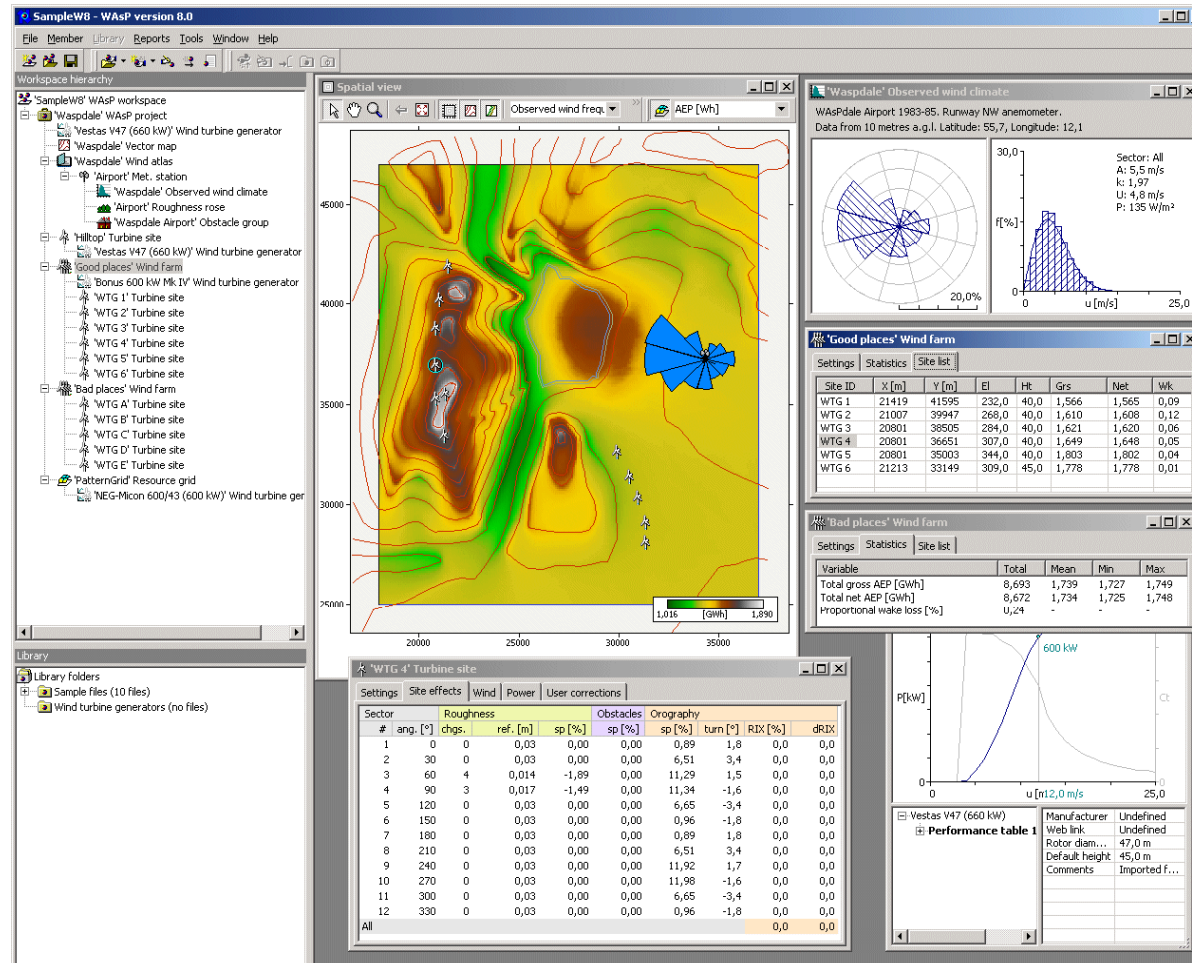 SampleW8 - WAsP version 8.0
File Member Library Reports Tools Window Help
Workspace hierarchy
'SampleW8' WAsP workspace
'Waspdale' WAsP project
'Vestas V47 (660 kW)' Wind turbine generator
'Waspdale' Vector map
'Waspdale' Wind atlas
'Airport' Met. station
'Waspdale' Observed wind climate
'Airport' Roughness rose
'Waspdale Airport' Obstacle group
'Hilltop' Turbine site
'Vestas V47 (660 kW)' Wind turbine generator
'Good places' Wind farm
'Bonus 600 kW Mk IV' Wind turbine generator
'WTG 1' Turbine site
'WTG 2' Turbine site
'WTG 3' Turbine site
'WTG 4' Turbine site
'WTG 5' Turbine site
'WTG 6' Turbine site
'Bad places' Wind farm
'WTG A' Turbine site
'WTG B' Turbine site
'WTG C' Turbine site
'WTG D' Turbine site
'WTG E' Turbine site
'PatternGrid' Resource grid
'NEG-Micon 600/43 (600 kW)' Wind turbine ger
Library
Library folders
Sample files (10 files)
Wind turbine generators (no files)
Spatial view
Observed wind frequ AEP [Wh]
45000
40000
35000
30000
25000
20000 25000 30000 35000
1,016 [GWh] 1,890
'Waspdale' Observed wind climate
WAsPdale Airport 1983-85. Runway NW anemometer.
Data from 10 metres a.g.l. Latitude: 55,7, Longitude: 12,1
20,0%
30,0
Sector: All
A: 5,5 m/s
k: 1,97
U: 4,8 m/s
P: 135 W/m²
f[%]
0
0 u [m/s] 25,0
'Good places' Wind farm
Settings Statistics Site list
Site ID X [m] Y [m] El Ht Grs Net Wk
WTG 1 21419 41595 232,0 40,0 1,566 1,565 0,09
WTG 2 21007 39947 268,0 40,0 1,610 1,608 0,12
WTG 3 20801 38505 284,0 40,0 1,621 1,620 0,06
WTG 4 20801 36651 307,0 40,0 1,649 1,648 0,05
WTG 5 20801 35003 344,0 40,0 1,803 1,802 0,04
WTG 6 21213 33149 309,0 45,0 1,778 1,778 0,01
'Bad places' Wind farm
Settings Statistics Site list
Variable Total Mean Min Max
Total gross AEP [GWh] 8,693 1,739 1,727 1,749
Total net AEP [GWh] 8,672 1,734 1,725 1,748
Proportional wake loss [%] 0,24 - - -
600 kW
P[kW] Ct
0 0
0 u [m12,0 m/s 25,0
Vestas V47 (660 kW)
Performance table 1
Manufacturer Undefined
Web link Undefined
Rotor diam... 47,0 m
Default height 45,0 m
Comments Imported f...
'WTG 4' Turbine site
Settings Site effects Wind Power User corrections
Sector Roughness Obstacles Orography
# ang. [°] chgs. ref. [m] sp [%] sp [%] sp [%] turn [°] RIX [%] dRIX
1 0 0 0,03 0,00 0,00 0,89 1,8 0,0 0,0
2 30 0 0,03 0,00 0,00 6,51 3,4 0,0 0,0
3 60 4 0,014 -1,89 0,00 11,29 1,5 0,0 0,0
4 90 3 0,017 -1,49 0,00 11,34 -1,6 0,0 0,0
5 120 0 0,03 0,00 0,00 6,65 -3,4 0,0 0,0
6 150 0 0,03 0,00 0,00 0,96 -1,8 0,0 0,0
7 180 0 0,03 0,00 0,00 0,89 1,8 0,0 0,0
8 210 0 0,03 0,00 0,00 6,51 3,4 0,0 0,0
9 240 0 0,03 0,00 0,00 11,92 1,7 0,0 0,0
10 270 0 0,03 0,00 0,00 11,98 -1,6 0,0 0,0
11 300 0 0,03 0,00 0,00 6,65 -3,4 0,0 0,0
12 330 0 0,03 0,00 0,00 0,96 -1,8 0,0 0,0
All 0,0 0,0